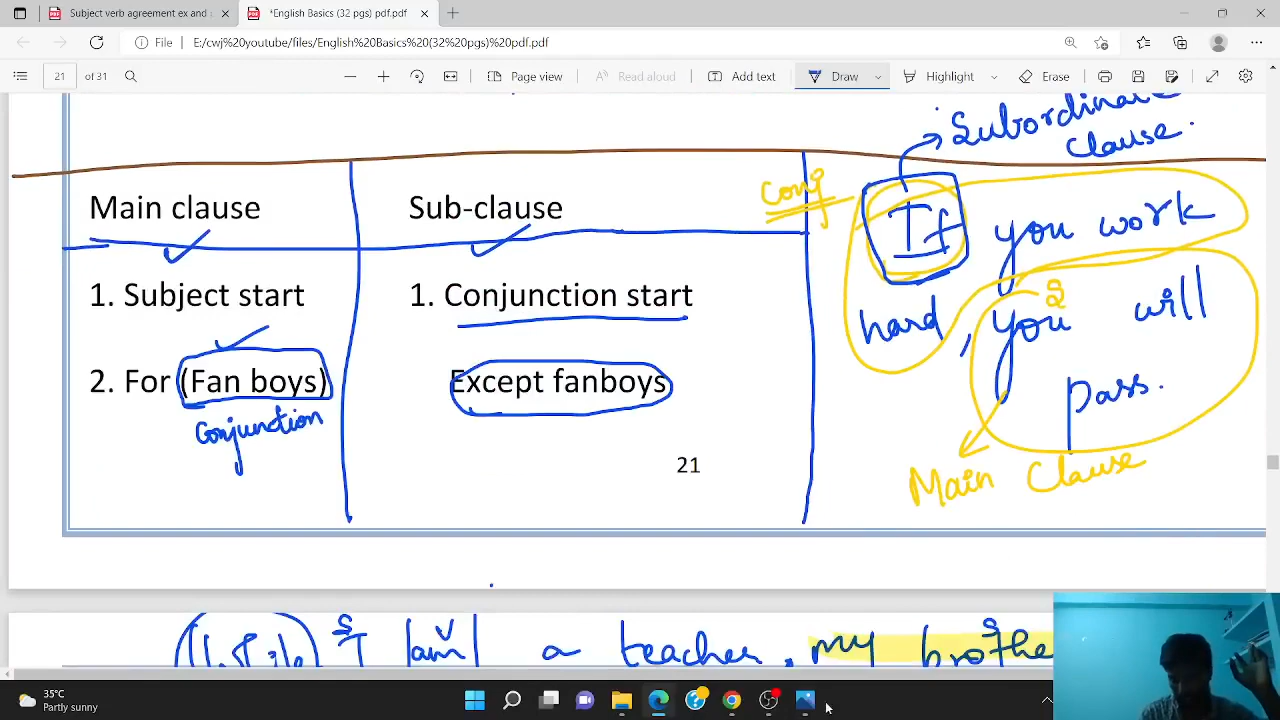 Subject verb agreement ex and
*English Basics (32 pgs) pdf.pdf
File E:/cwj%20youtube/files/English%20Basics%20(32%20pgs)%20pdf.pdf
21 of 31
Page view
Read aloud
Add text
Draw
Highlight
Erase
Subordinate
Clause.
Main clause
Sub-clause
Conj
If you work
1. Subject start
1. Conjunction start
S
hard, you will
2. For (Fan boys)
Except fanboys
pass.
Conjunction
21
Main Clause
S I am V a teacher, my brothe S
35°C
Partly sunny